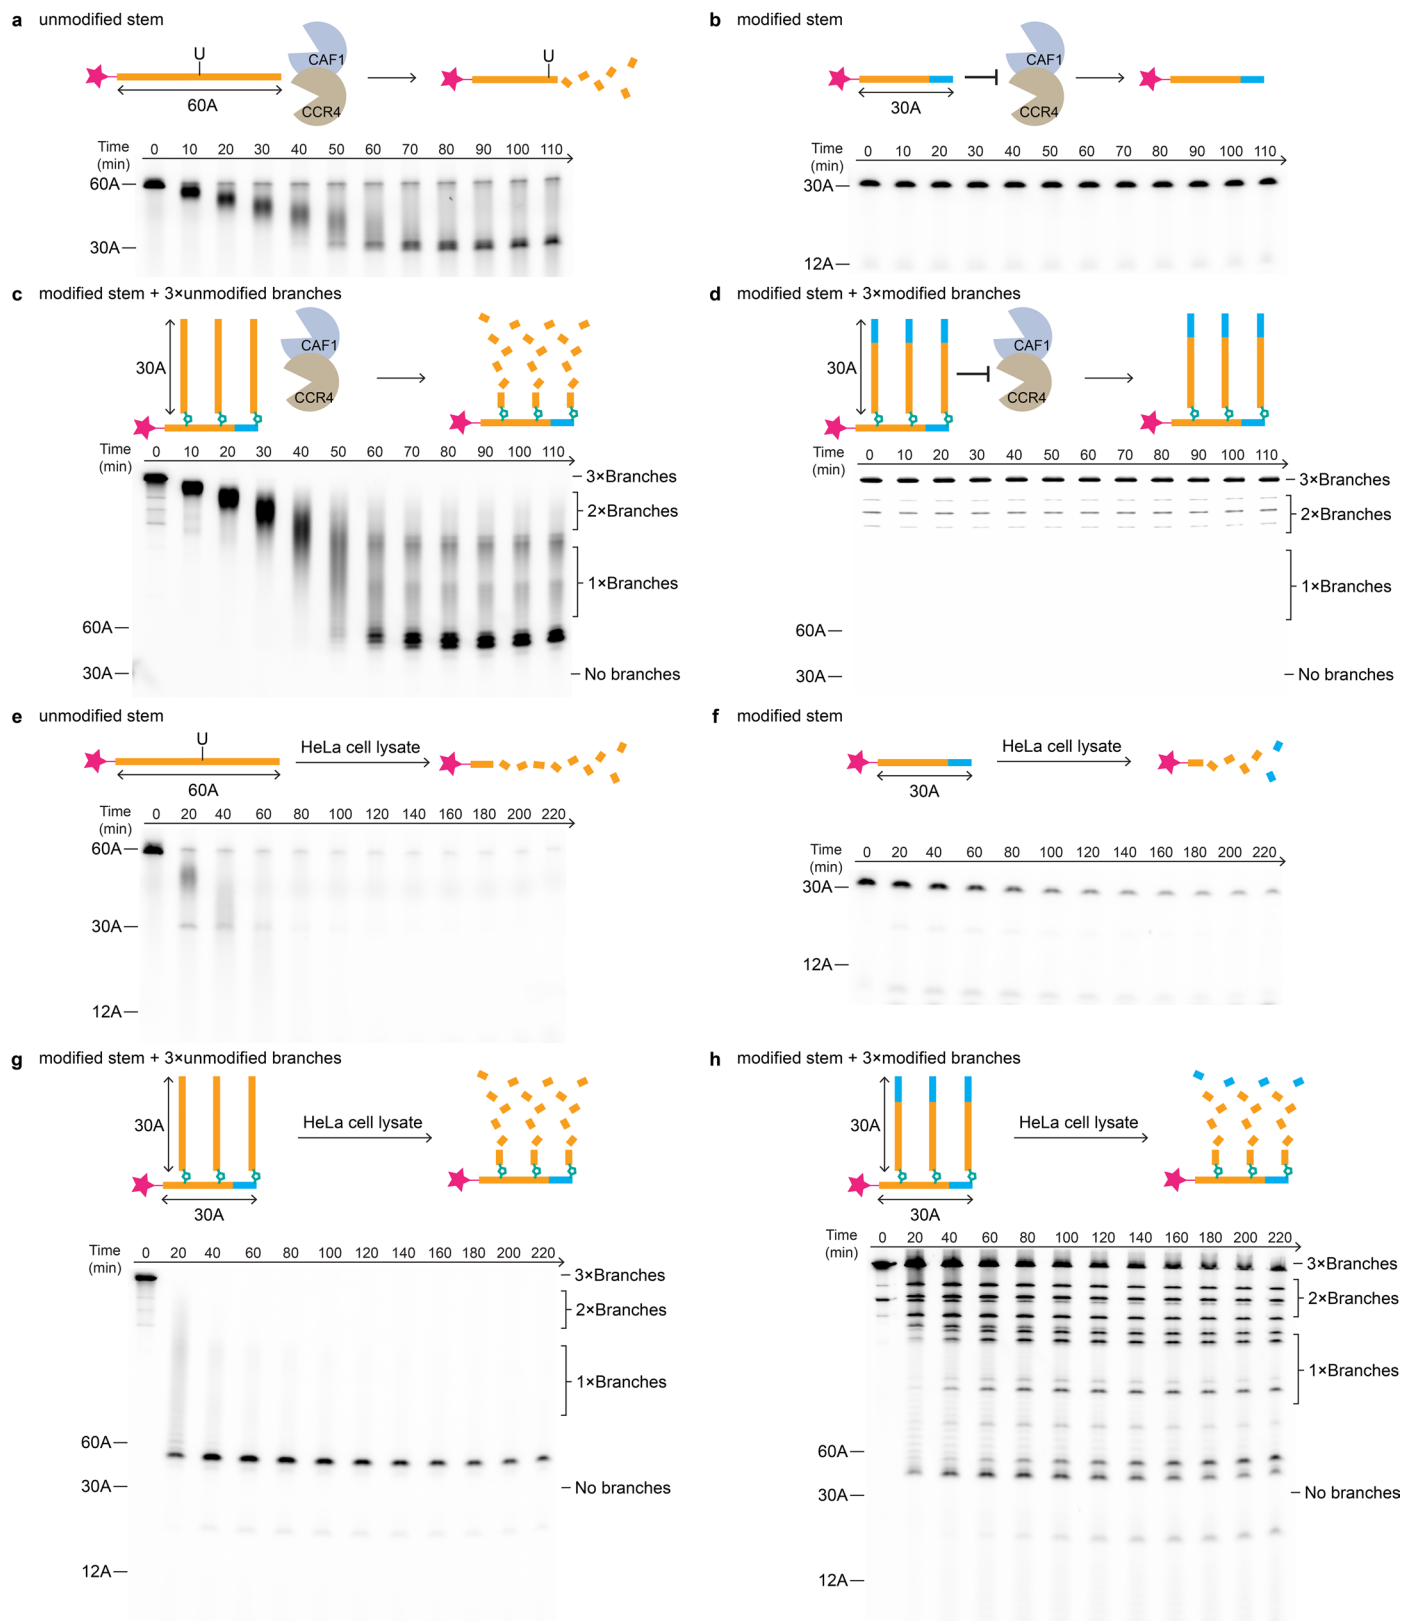 a unmodified stem
U
CAF1
U
60A
CCR4
Time (min) 0 10 20 30 40 50 60 70 80 90 100 110
60A
30A
b modified stem
CAF1
30A
CCR4
Time (min) 0 10 20 30 40 50 60 70 80 90 100 110
30A
12A
c modified stem + 3×unmodified branches
CAF1
30A
CCR4
Time (min) 0 10 20 30 40 50 60 70 80 90 100 110
3×Branches
2×Branches
1×Branches
60A
30A
No branches
d modified stem + 3×modified branches
CAF1
30A
CCR4
Time (min) 0 10 20 30 40 50 60 70 80 90 100 110
3×Branches
2×Branches
1×Branches
60A
30A
No branches
e unmodified stem
U
HeLa cell lysate
60A
Time (min) 0 20 40 60 80 100 120 140 160 180 200 220
60A
30A
12A
f modified stem
HeLa cell lysate
30A
Time (min) 0 20 40 60 80 100 120 140 160 180 200 220
30A
12A
g modified stem + 3×unmodified branches
30A
HeLa cell lysate
30A
Time (min) 0 20 40 60 80 100 120 140 160 180 200 220
3×Branches
2×Branches
1×Branches
60A
30A
No branches
12A
h modified stem + 3×modified branches
30A
HeLa cell lysate
30A
Time (min) 0 20 40 60 80 100 120 140 160 180 200 220
3×Branches
2×Branches
1×Branches
60A
30A
No branches
12A